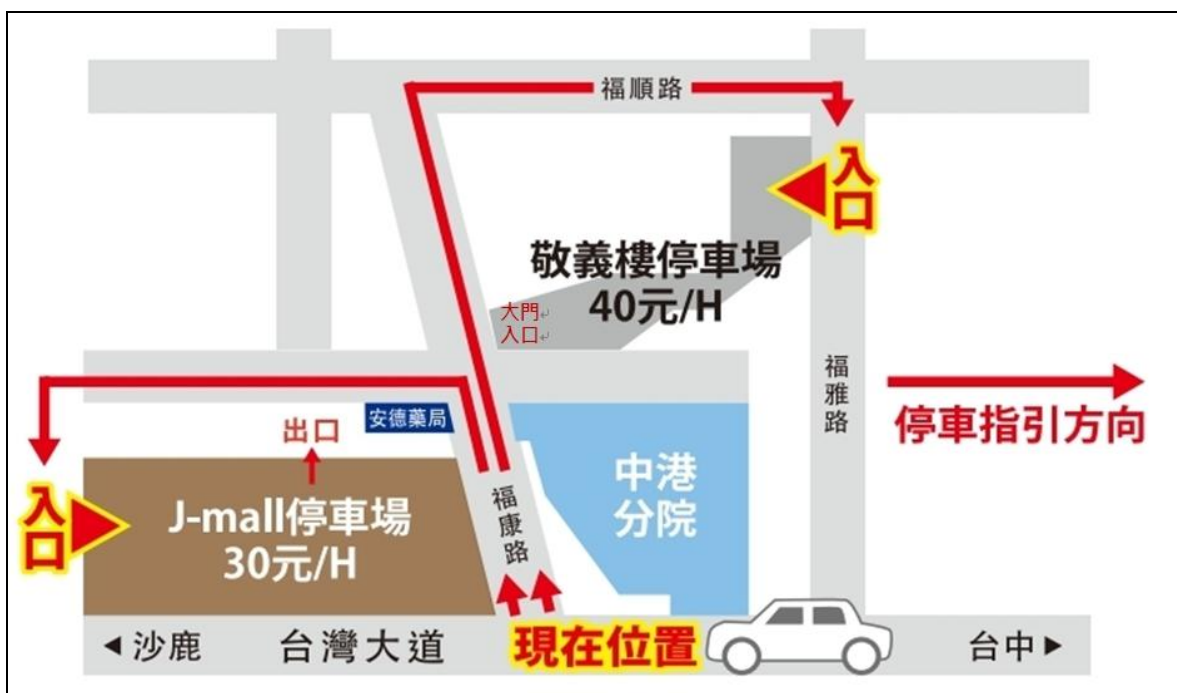 福順路
入口
敬義樓停車場
40元/H
大門
入口
福雅路
停車指引方向
安德藥局
出口
中港
分院
入口
J-mall停車場
30元/H
福康路
現在位置
◀沙鹿
台灣大道
台中▶